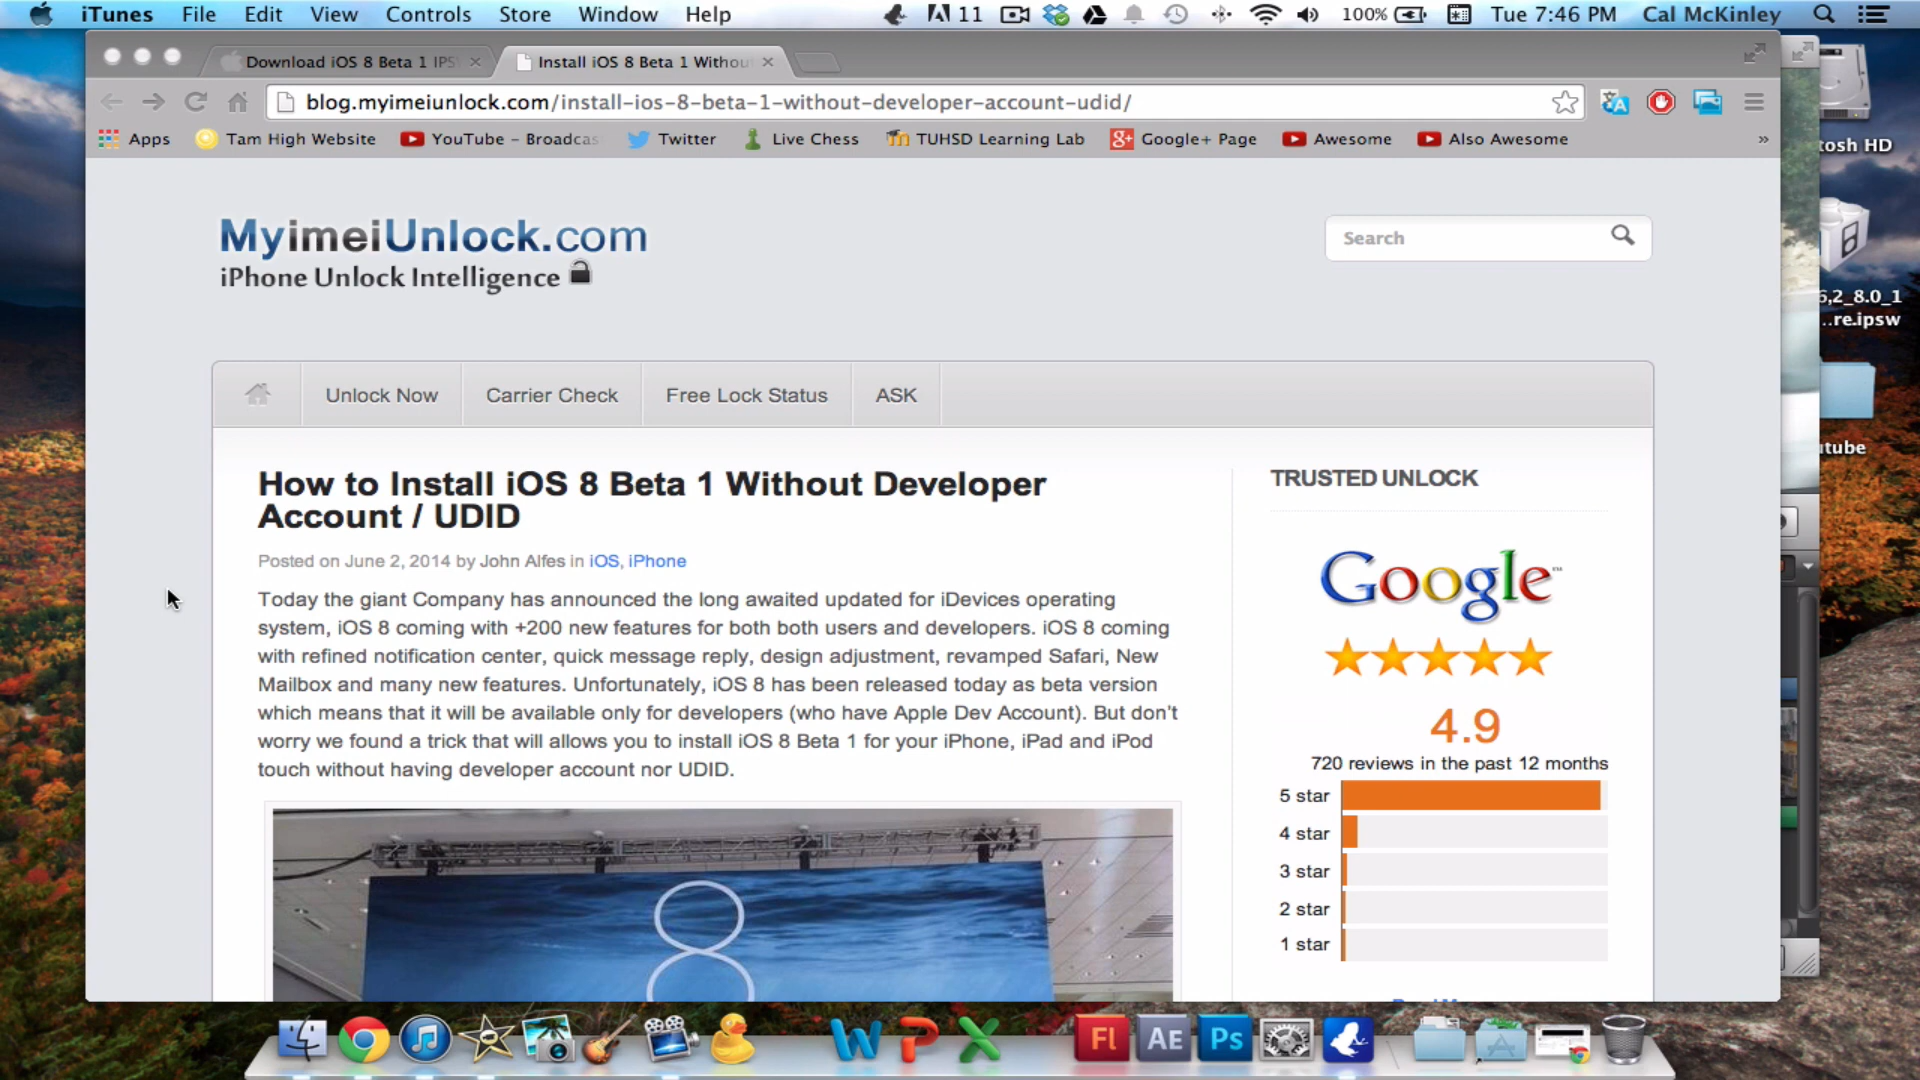 iTunes File Edit View Controls Store Window Help 11 100% Tue 7:46 PM Cal McKinley
Download iOS 8 Beta 1 IPS Install iOS 8 Beta 1 Withou
blog.myimeiunlock.com/install-ios-8-beta-1-without-developer-account-udid/
Apps Tam High Website YouTube – Broadcas Twitter Live Chess TUHSD Learning Lab Google+ Page Awesome Also Awesome »
tosh HD
MyimeiUnlock.com
iPhone Unlock Intelligence
Search
6,2_8.0_1
...re.ipsw
Unlock Now Carrier Check Free Lock Status ASK
utube
How to Install iOS 8 Beta 1 Without Developer
Account / UDID
Posted on June 2, 2014 by John Alfes in iOS, iPhone
Today the giant Company has announced the long awaited updated for iDevices operating
system, iOS 8 coming with +200 new features for both both users and developers. iOS 8 coming
with refined notification center, quick message reply, design adjustment, revamped Safari, New
Mailbox and many new features. Unfortunately, iOS 8 has been released today as beta version
which means that it will be available only for developers (who have Apple Dev Account). But don't
worry we found a trick that will allows you to install iOS 8 Beta 1 for your iPhone, iPad and iPod
touch without having developer account nor UDID.
8
TRUSTED UNLOCK
Google™
4.9
720 reviews in the past 12 months
5 star
4 star
3 star
2 star
1 star
W P X Fl AE Ps